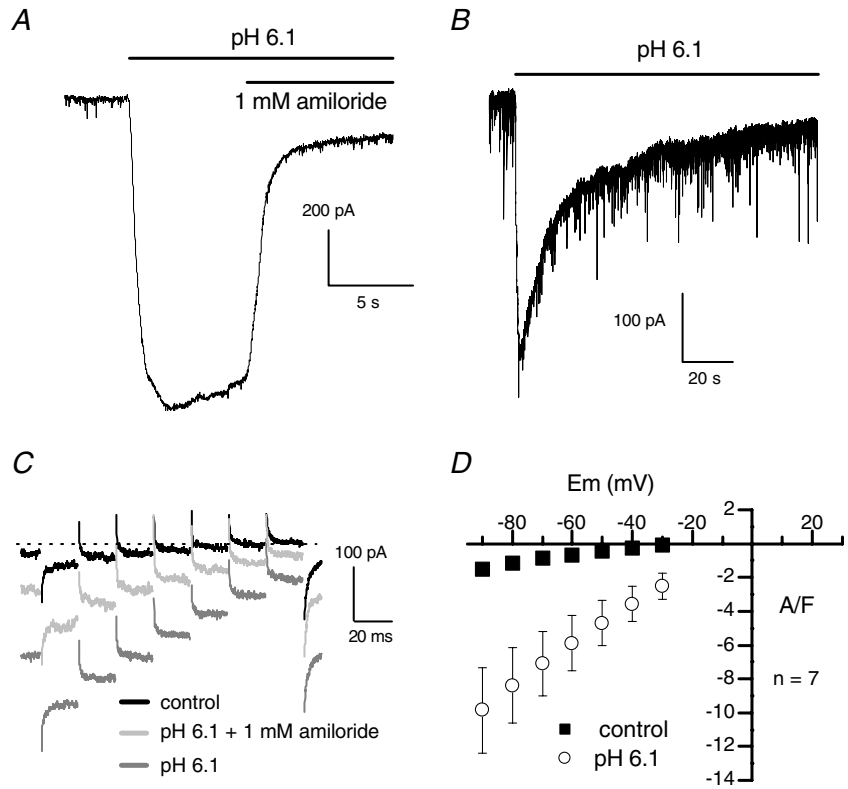 A
pH 6.1
1 mM amiloride
200 pA
5 s
B
pH 6.1
100 pA
20 s
C
100 pA
20 ms
control
pH 6.1 + 1 mM amiloride
pH 6.1
D
Em (mV)
-80 -60 -40 -20 20
2
-2
-4
-6
-8
-10
-12
-14
A/F
n = 7
control
pH 6.1